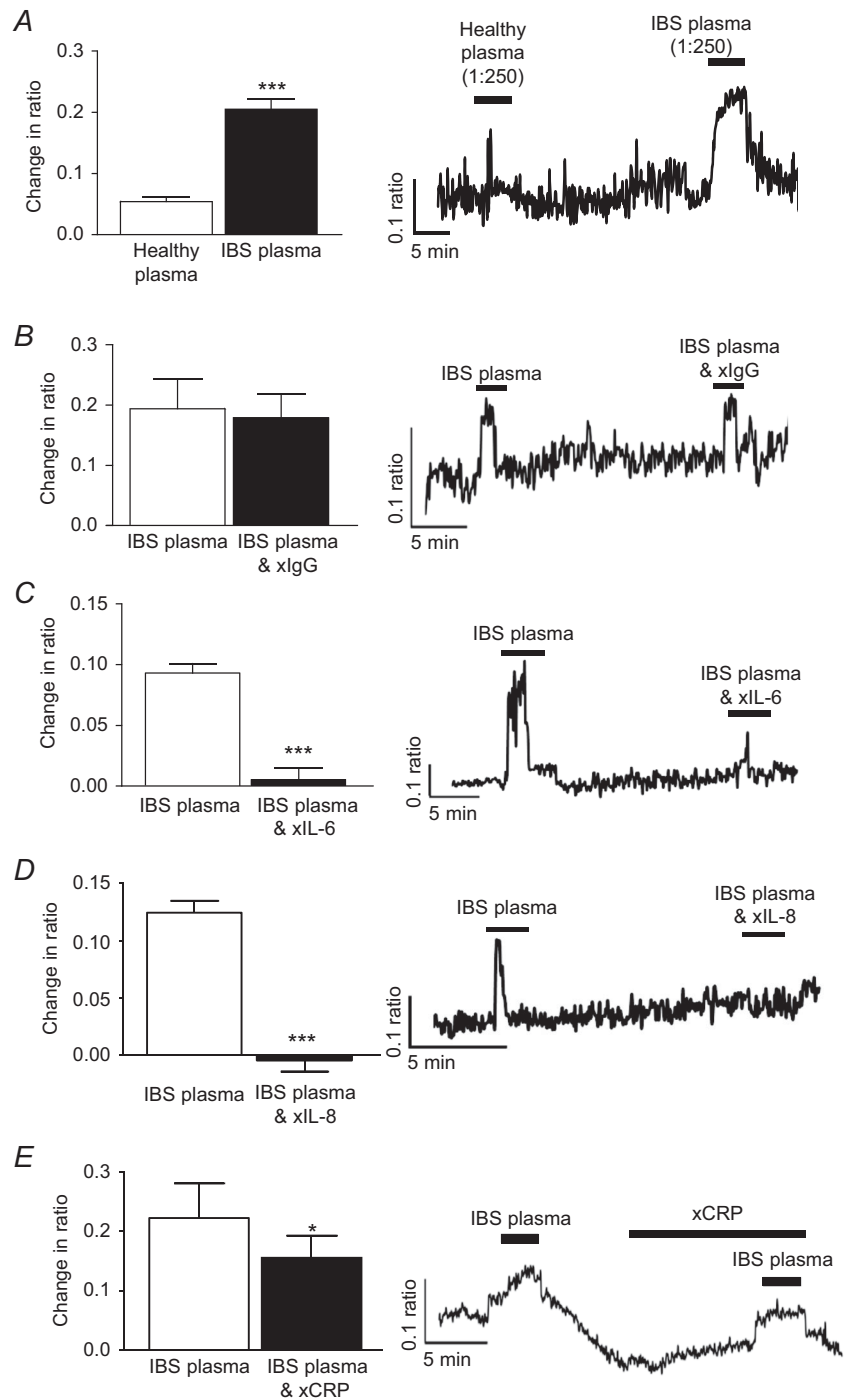 A
0.3
0.2
0.1
0.0
Change in ratio
***
Healthy
plasma
IBS plasma
Healthy
plasma
(1:250)
IBS plasma
(1:250)
0.1 ratio
5 min
B
0.3
0.2
0.1
0.0
Change in ratio
IBS plasma
IBS plasma
& xIgG
IBS plasma
IBS plasma
& xIgG
0.1 ratio
5 min
C
0.15
0.10
0.05
0.00
Change in ratio
***
IBS plasma
IBS plasma
& xIL-6
IBS plasma
IBS plasma
& xIL-6
0.1 ratio
5 min
D
0.15
0.10
0.05
0.00
Change in ratio
***
IBS plasma
IBS plasma
& xIL-8
IBS plasma
IBS plasma
& xIL-8
0.1 ratio
5 min
E
0.3
0.2
0.1
0.0
Change in ratio
*
IBS plasma
IBS plasma
& xCRP
IBS plasma
xCRP
IBS plasma
0.1 ratio
5 min